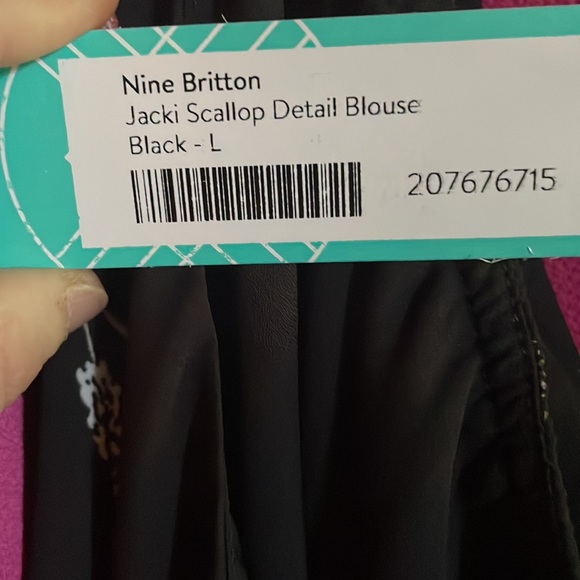 Nine Britton
Jacki Scallop Detail Blouse
Black - L
207676715